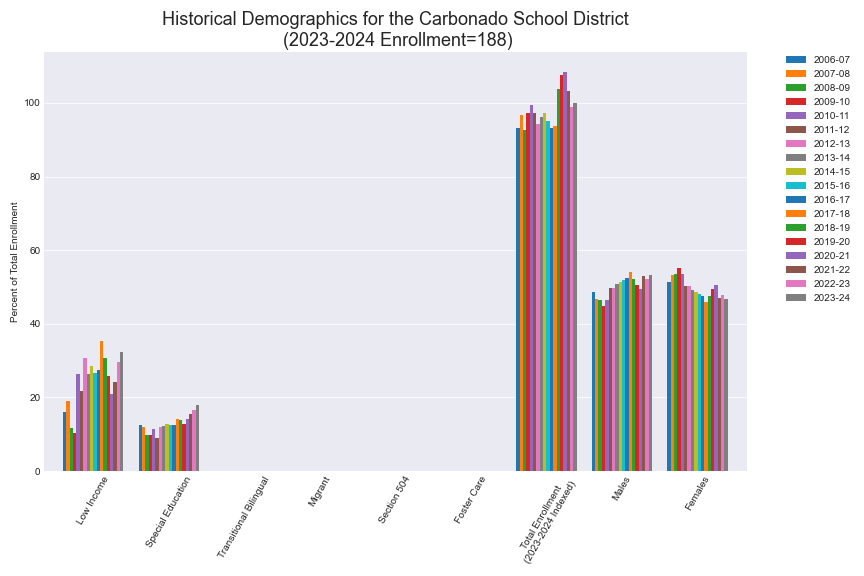 Historical Demographics for the Carbonado School District
(2023-2024 Enrollment=188)
Percent of Total Enrollment
100
80
60
40
20
0
Low Income
Special Education
Transitional Bilingual
Migrant
Section 504
Foster Care
Total Enrollment
(2023-2024 Indexed)
Males
Females
2006-07
2007-08
2008-09
2009-10
2010-11
2011-12
2012-13
2013-14
2014-15
2015-16
2016-17
2017-18
2018-19
2019-20
2020-21
2021-22
2022-23
2023-24